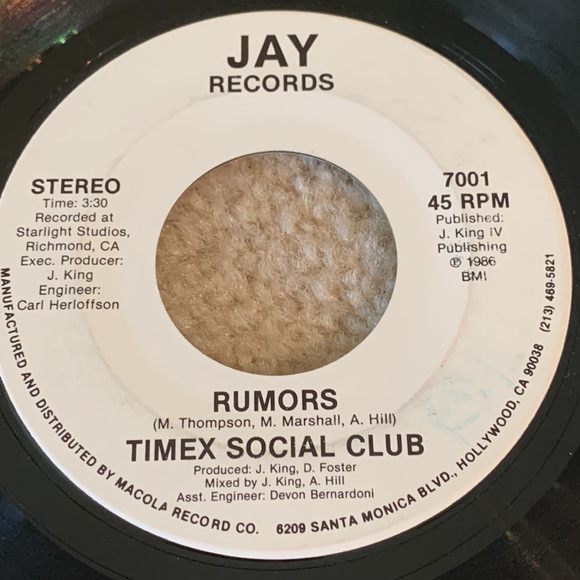 JAY
RECORDS
STEREO
Time: 3:30
Recorded at
Starlight Studios,
Richmond, CA
Exec. Producer:
J. King
Engineer:
Carl Herloffson
7001
45 RPM
Published:
J. King IV
Publishing
℗ 1986
BMI
RUMORS
(M. Thompson, M. Marshall, A. Hill)
TIMEX SOCIAL CLUB
Produced: J. King, D. Foster
Mixed by J. King, A. Hill
Asst. Engineer: Devon Bernardoni
MANUFACTURED AND DISTRIBUTED BY MACOLA RECORD CO. 6209 SANTA MONICA BLVD., HOLLYWOOD, CA 90038 (213) 469-5821